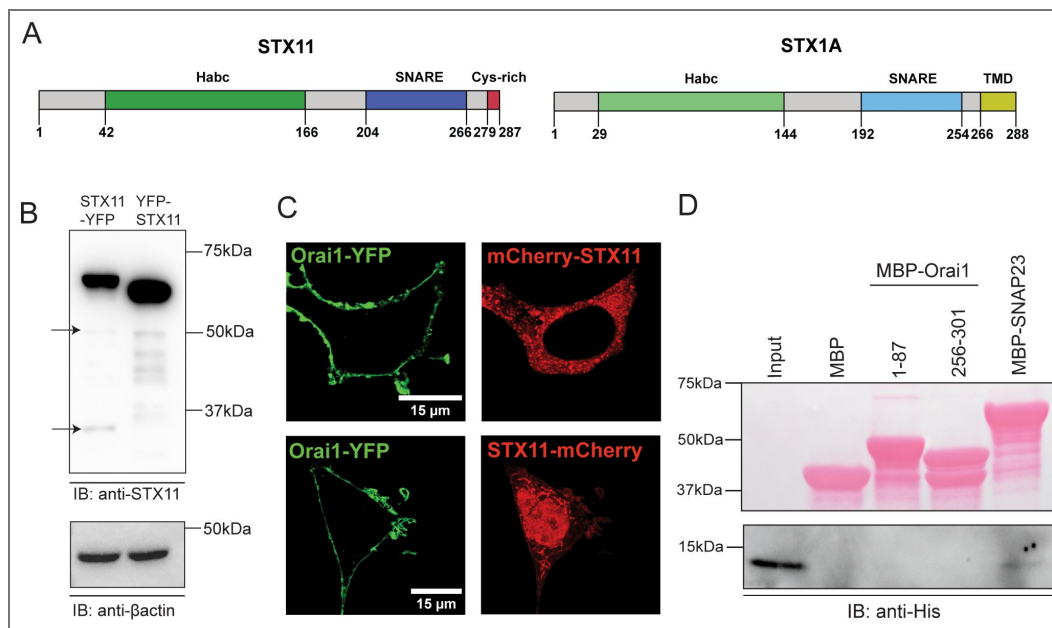 A
STX11
Habc
SNARE
Cys-rich
1
42
166
204
266
279
287
STX1A
Habc
SNARE
TMD
1
29
144
192
254
266
288
B
STX11
-YFP
YFP-
STX11
75kDa
50kDa
37kDa
IB: anti-STX11
50kDa
IB: anti-βactin
C
Orai1-YFP
15 µm
mCherry-STX11
Orai1-YFP
15 µm
STX11-mCherry
D
Input
MBP
MBP-Orai1
1-87
256-301
MBP-SNAP23
75kDa
50kDa
37kDa
15kDa
IB: anti-His